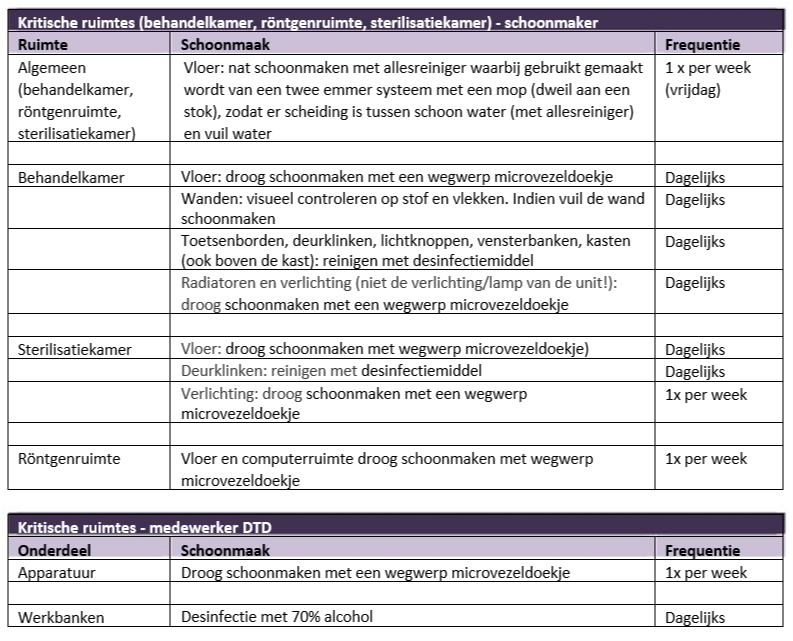 Kritische ruimtes (behandelkamer, röntgenruimte, sterilisatiekamer) - schoonmaker
Ruimte Schoonmaak Frequentie
Algemeen Vloer: nat schoonmaken met allesreiniger waarbij gebruikt gemaakt 1 x per week
(behandelkamer, wordt van een twee emmer systeem met een mop (dweil aan een (vrijdag)
röntgenruimte, stok), zodat er scheiding is tussen schoon water (met allesreiniger)
sterilisatiekamer) en vuil water
Behandelkamer Vloer: droog schoonmaken met een wegwerp microvezeldoekje Dagelijks
Wanden: visueel controleren op stof en vlekken. Indien vuil de wand Dagelijks
schoonmaken
Toetsenborden, deurklinken, lichtknoppen, vensterbanken, kasten Dagelijks
(ook boven de kast): reinigen met desinfectiemiddel
Radiatoren en verlichting (niet de verlichting/lamp van de unit!): Dagelijks
droog schoonmaken met een wegwerp microvezeldoekje
Sterilisatiekamer Vloer: droog schoonmaken met wegwerp microvezeldoekje) Dagelijks
Deurklinken: reinigen met desinfectiemiddel Dagelijks
Verlichting: droog schoonmaken met een wegwerp 1x per week
microvezeldoekje
Röntgenruimte Vloer en computerruimte droog schoonmaken met wegwerp 1x per week
microvezeldoekje
Kritische ruimtes - medewerker DTD
Onderdeel Schoonmaak Frequentie
Apparatuur Droog schoonmaken met een wegwerp microvezeldoekje 1x per week
Werkbanken Desinfectie met 70% alcohol Dagelijks